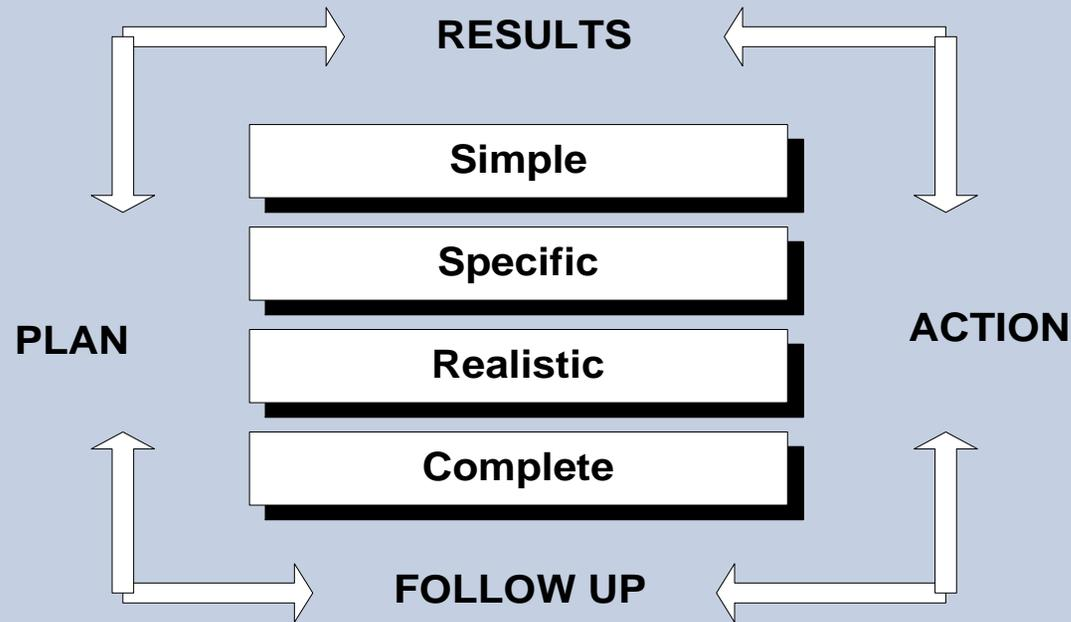 RESULTS
Simple
Specific
PLAN
ACTION
Realistic
Complete
FOLLOW UP